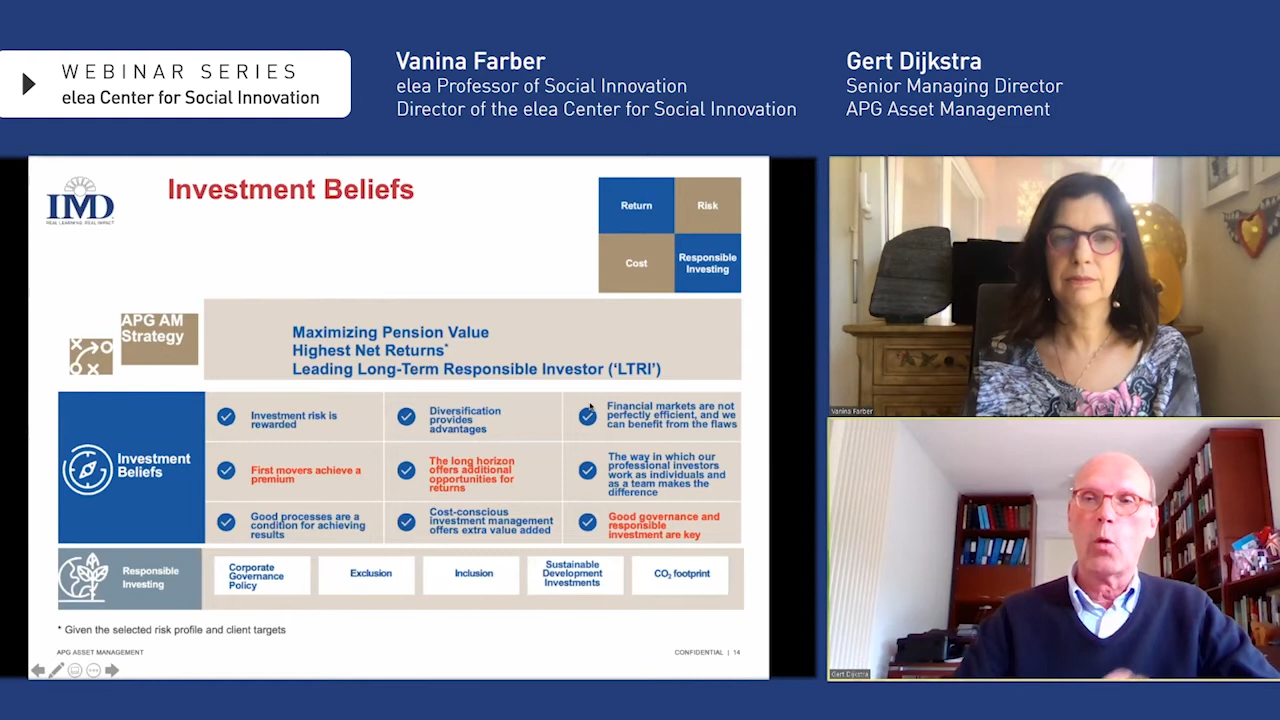 WEBINAR SERIES
elea Center for Social Innovation
Vanina Farber
elea Professor of Social Innovation
Director of the elea Center for Social Innovation
Gert Dijkstra
Senior Managing Director
APG Asset Management
IMD
REAL LEARNING. REAL IMPACT
Investment Beliefs
Return
Risk
Cost
Responsible
Investing
APG AM
Strategy
Maximizing Pension Value
Highest Net Returns*
Leading Long-Term Responsible Investor (‘LTRI’)
Investment
Beliefs
Investment risk is
rewarded
Diversification
provides
advantages
Financial markets are not
perfectly efficient, and we
can benefit from the flaws
First movers achieve a
premium
The long horizon
offers additional
opportunities for
returns
The way in which our
professional investors
work as individuals and
as a team makes the
difference
Good processes are a
condition for achieving
results
Cost-conscious
investment management
offers extra value added
Good governance and
responsible
investment are key
Responsible
Investing
Corporate
Governance
Policy
Exclusion
Inclusion
Sustainable
Development
Investments
CO₂ footprint
* Given the selected risk profile and client targets
APG ASSET MANAGEMENT
CONFIDENTIAL | 14
Vanina Farber
Gert Dijkstra